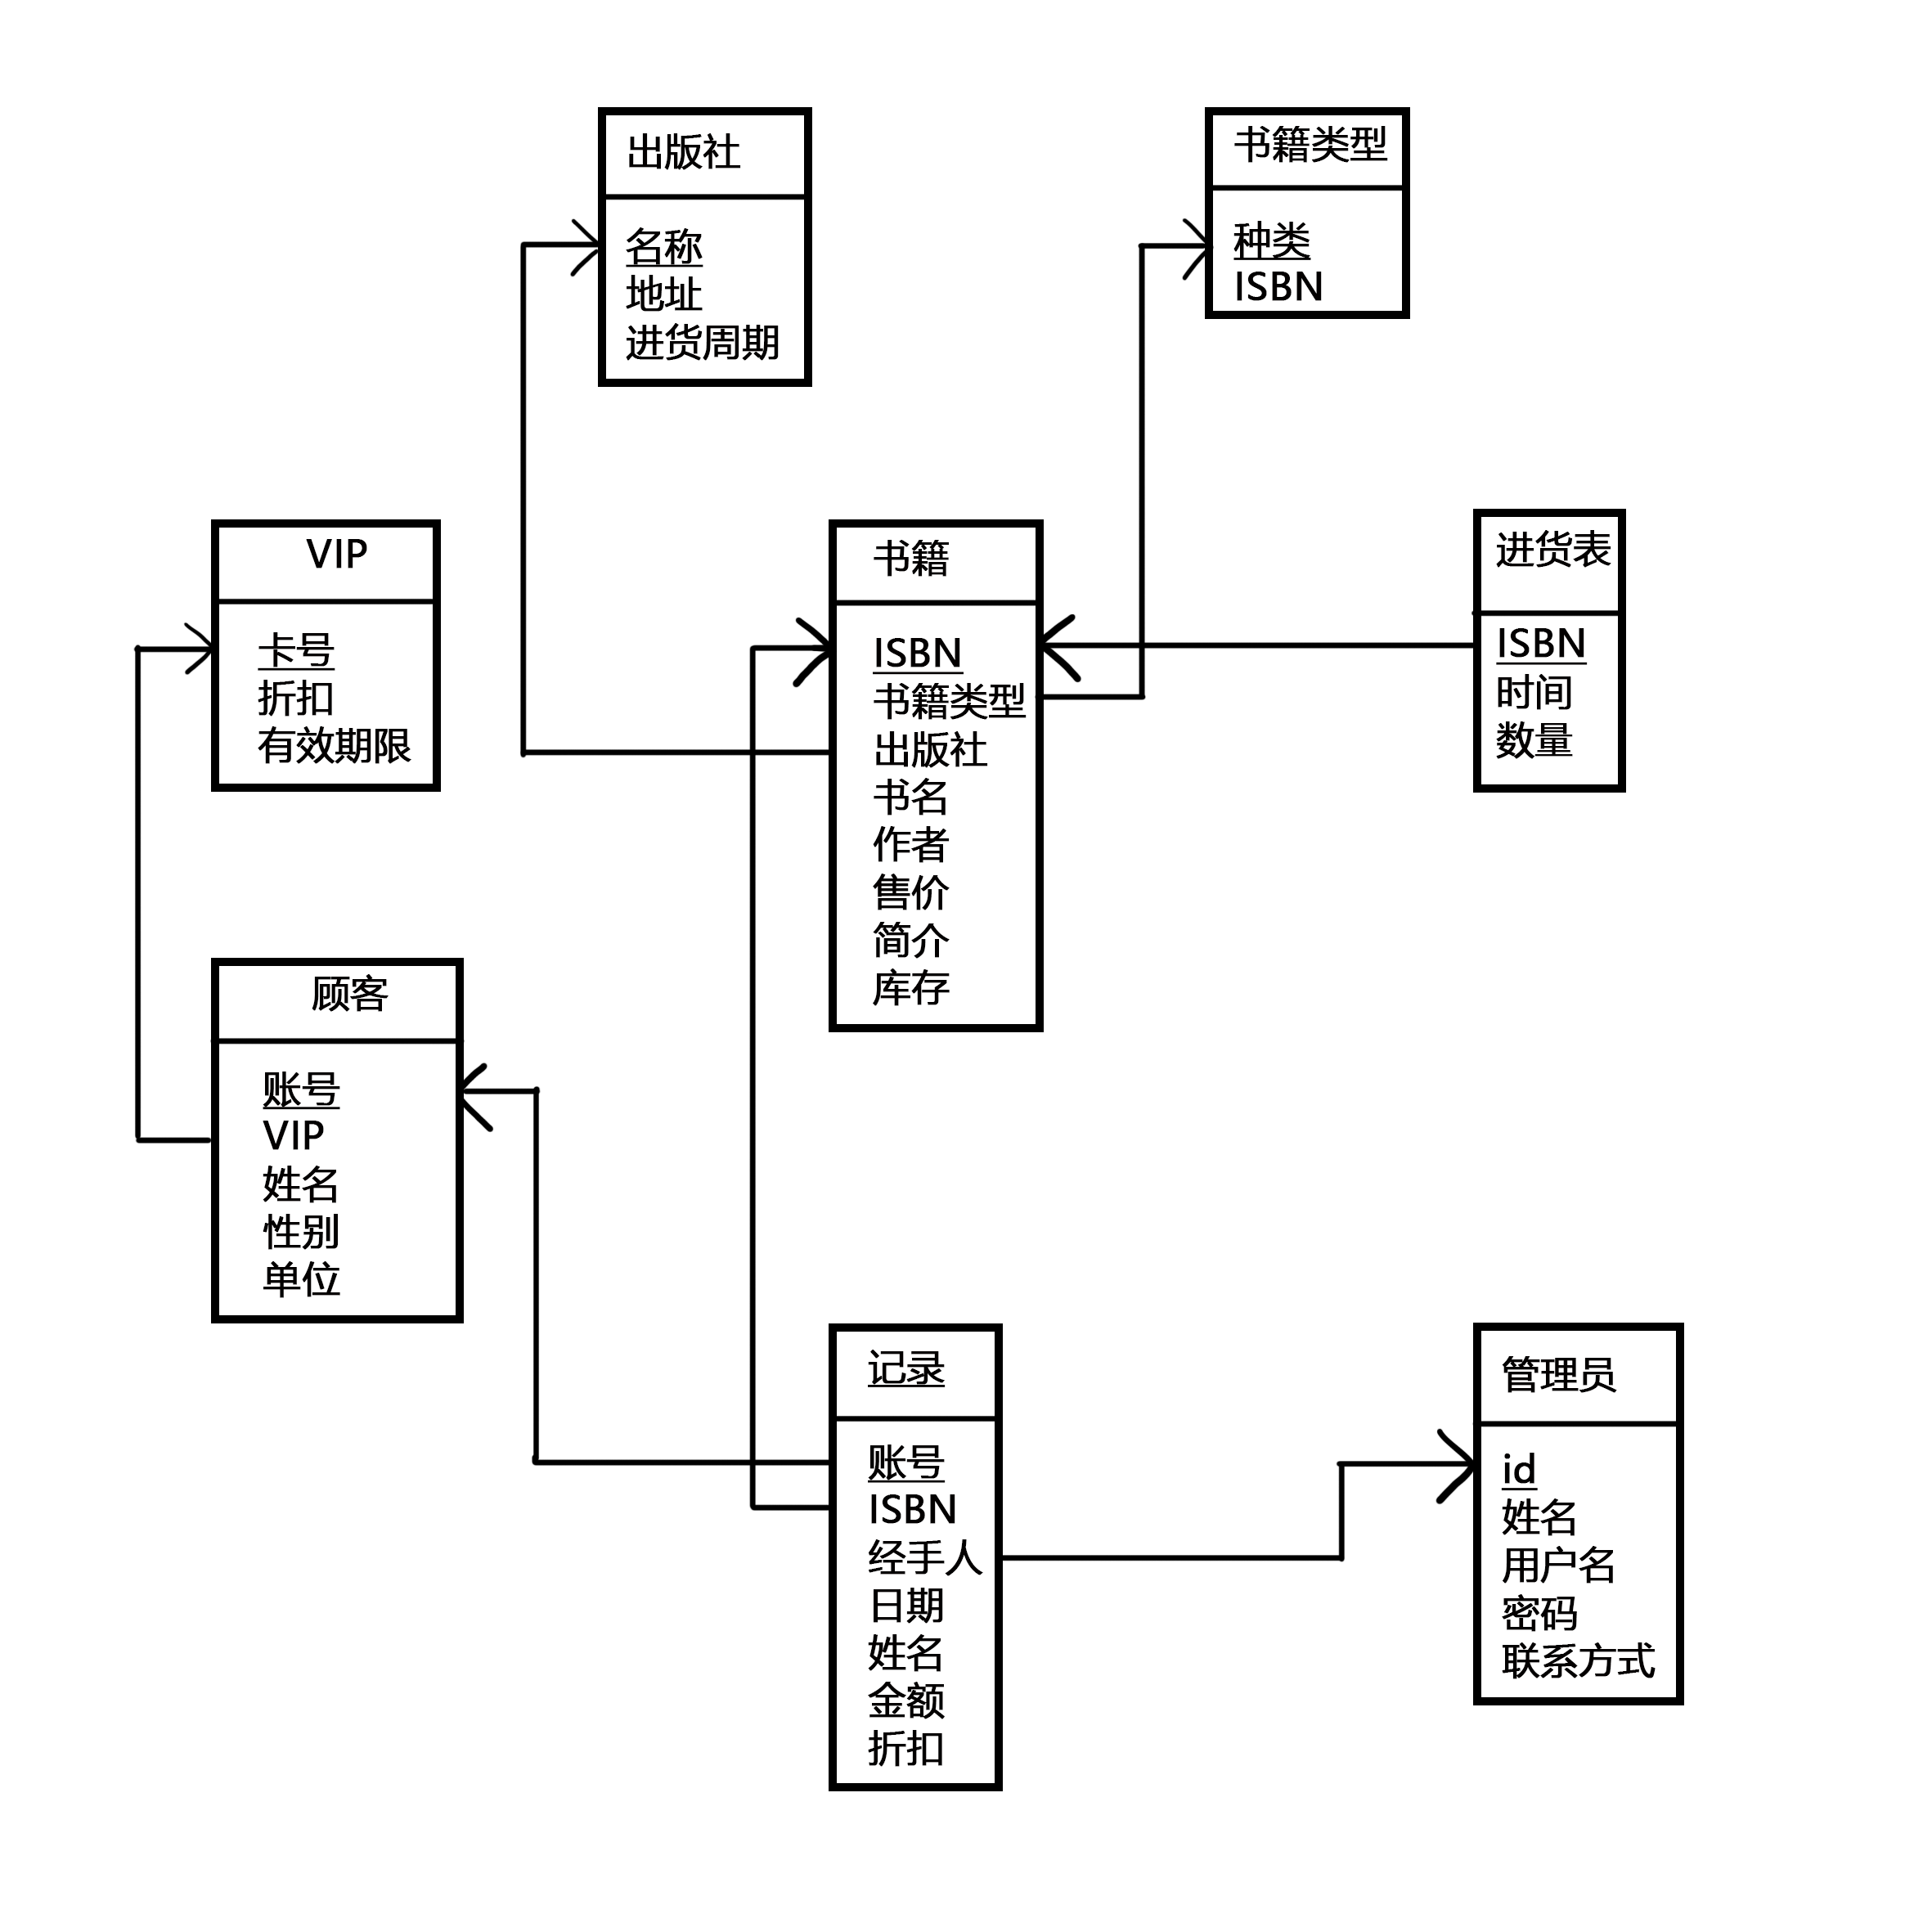 出版社
名称
地址
进货周期
书籍类型
种类
ISBN
VIP
卡号
折扣
有效期限
书籍
ISBN
书籍类型
出版社
书名
作者
售价
简介
库存
进货表
ISBN
时间
数量
顾客
账号
VIP
姓名
性别
单位
记录
账号
ISBN
经手人
日期
姓名
金额
折扣
管理员
id
姓名
用户名
密码
联系方式